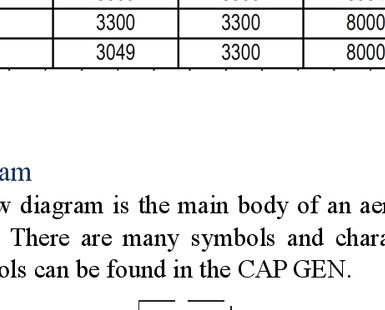 3300 3300 8000
3049 3300 8000
am
w diagram is the main body of an aer
There are many symbols and chara
ols can be found in the CAP GEN.